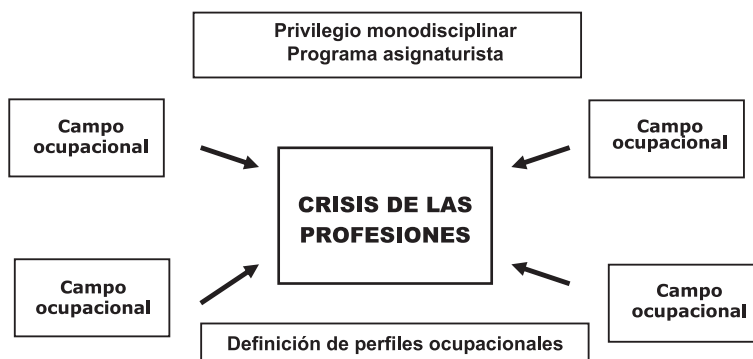 Privilegio monodisciplinar
Programa asignaturista
Campo
ocupacional
Campo
ocupacional
CRISIS DE LAS
PROFESIONES
Campo
ocupacional
Campo
ocupacional
Definición de perfiles ocupacionales